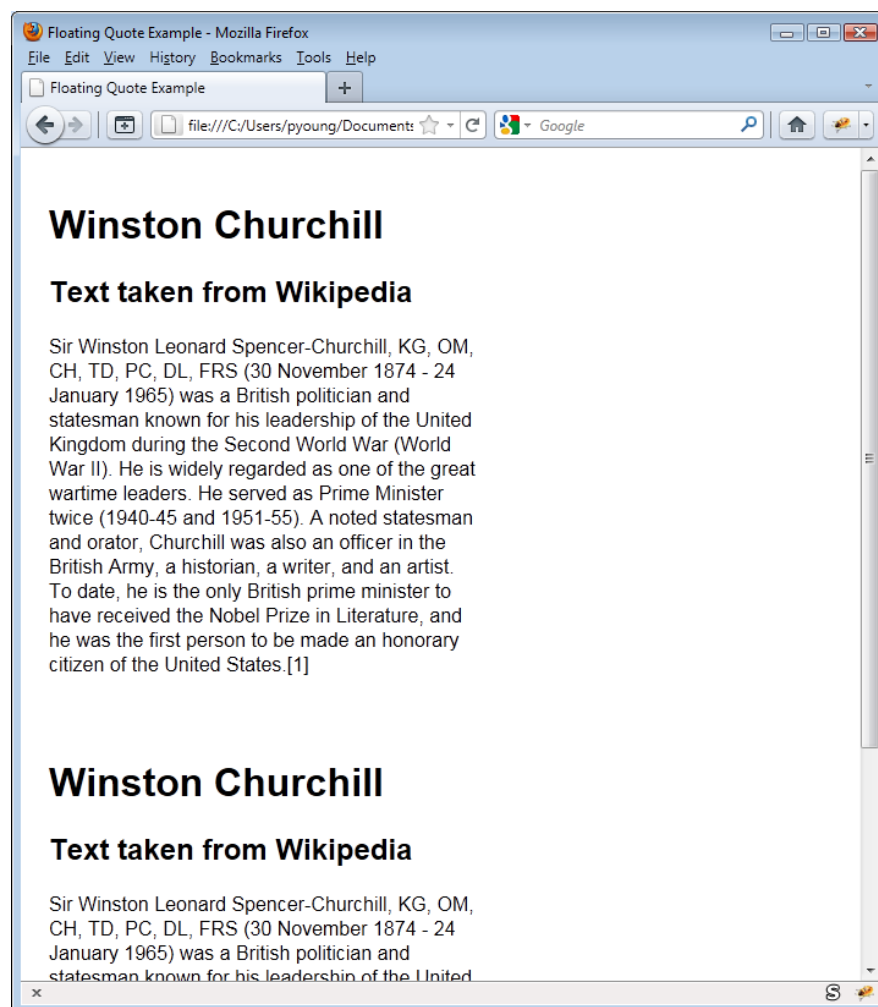 Floating Quote Example - Mozilla Firefox
File Edit View History Bookmarks Tools Help
Floating Quote Example
file:///C:/Users/pyoung/Documents Google
Winston Churchill
Text taken from Wikipedia
Sir Winston Leonard Spencer-Churchill, KG, OM,
CH, TD, PC, DL, FRS (30 November 1874 - 24
January 1965) was a British politician and
statesman known for his leadership of the United
Kingdom during the Second World War (World
War II). He is widely regarded as one of the great
wartime leaders. He served as Prime Minister
twice (1940-45 and 1951-55). A noted statesman
and orator, Churchill was also an officer in the
British Army, a historian, a writer, and an artist.
To date, he is the only British prime minister to
have received the Nobel Prize in Literature, and
he was the first person to be made an honorary
citizen of the United States.[1]
Winston Churchill
Text taken from Wikipedia
Sir Winston Leonard Spencer-Churchill, KG, OM,
CH, TD, PC, DL, FRS (30 November 1874 - 24
January 1965) was a British politician and
statesman known for his leadership of the United